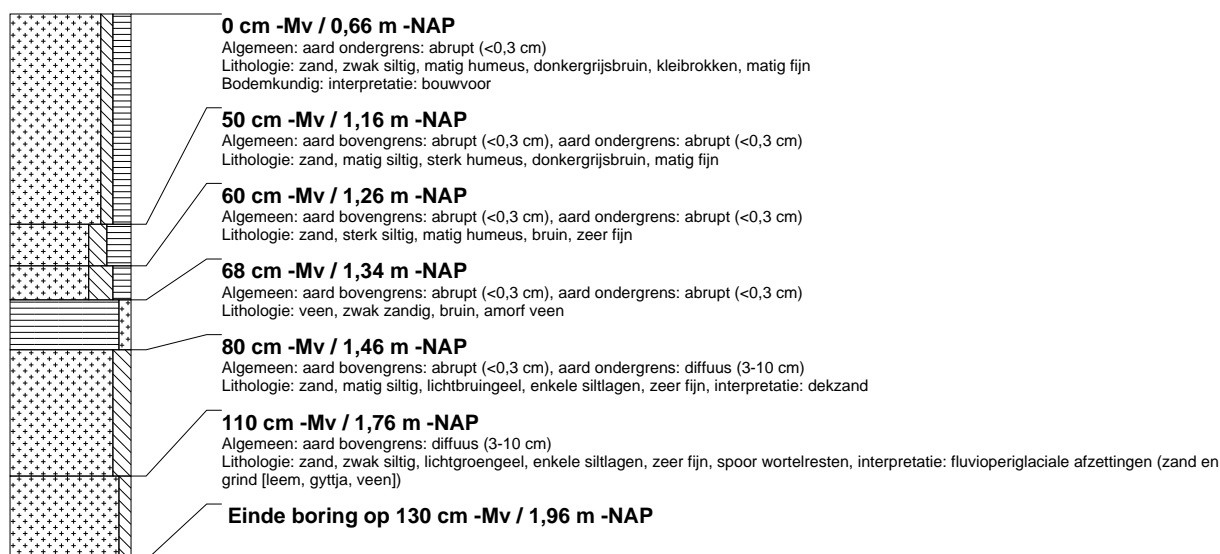 0 cm -Mv / 0,66 m -NAP
Algemeen: aard ondergrens: abrupt (<0,3 cm)
Lithologie: zand, zwak siltig, matig humeus, donkergrijsbruin, kleibrokken, matig fijn
Bodemkundig: interpretatie: bouwvoor
50 cm -Mv / 1,16 m -NAP
Algemeen: aard bovengrens: abrupt (<0,3 cm), aard ondergrens: abrupt (<0,3 cm)
Lithologie: zand, matig siltig, sterk humeus, donkergrijsbruin, matig fijn
60 cm -Mv / 1,26 m -NAP
Algemeen: aard bovengrens: abrupt (<0,3 cm), aard ondergrens: abrupt (<0,3 cm)
Lithologie: zand, sterk siltig, matig humeus, bruin, zeer fijn
68 cm -Mv / 1,34 m -NAP
Algemeen: aard bovengrens: abrupt (<0,3 cm), aard ondergrens: abrupt (<0,3 cm)
Lithologie: veen, zwak zandig, bruin, amorf veen
80 cm -Mv / 1,46 m -NAP
Algemeen: aard bovengrens: abrupt (<0,3 cm), aard ondergrens: diffuus (3-10 cm)
Lithologie: zand, matig siltig, lichtbruingeel, enkele siltlagen, zeer fijn, interpretatie: dekzand
110 cm -Mv / 1,76 m -NAP
Algemeen: aard bovengrens: diffuus (3-10 cm)
Lithologie: zand, zwak siltig, lichtgroengeel, enkele siltlagen, zeer fijn, spoor wortelresten, interpretatie: fluvioperiglaciale afzettingen (zand en
grind [leem, gyttja, veen])
Einde boring op 130 cm -Mv / 1,96 m -NAP